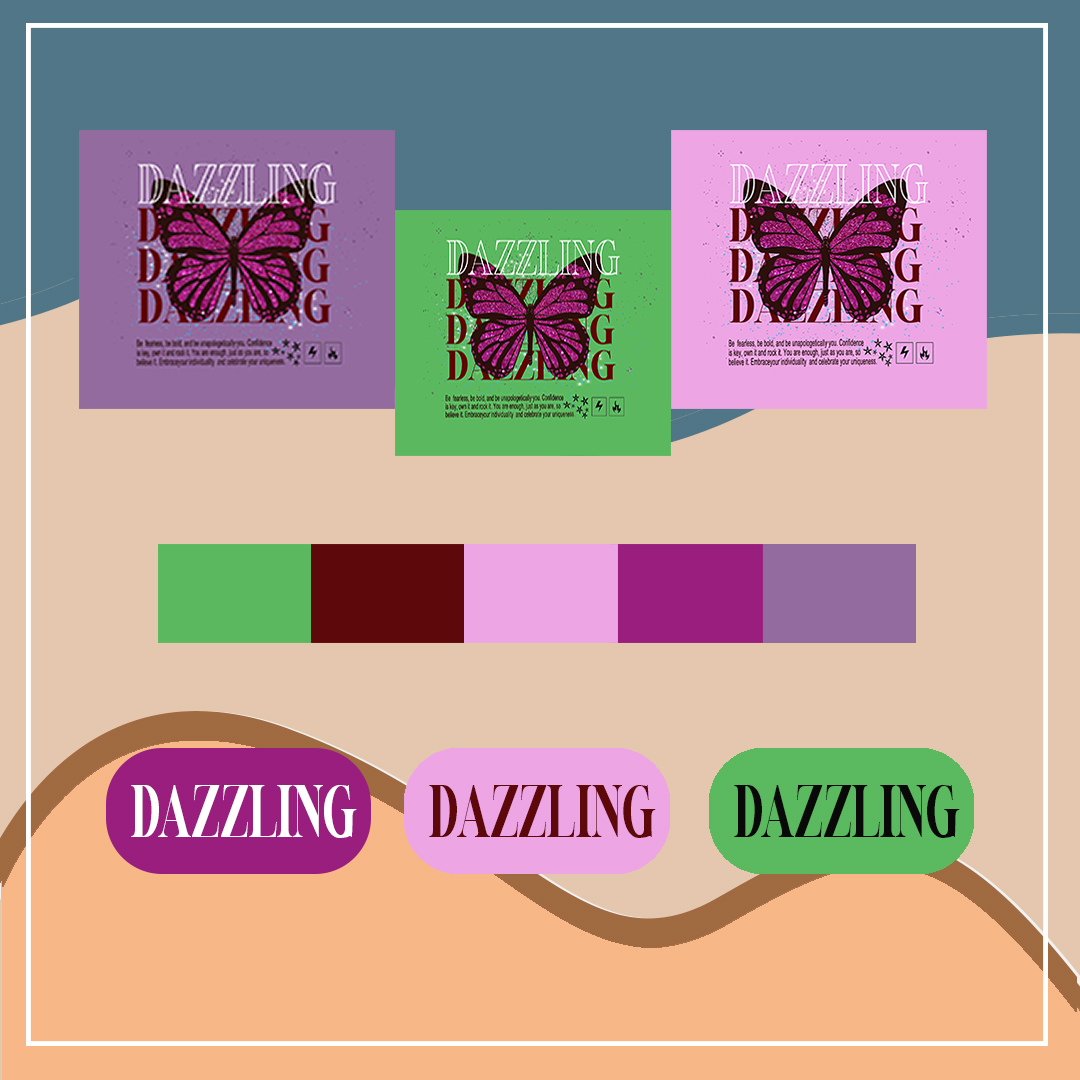 DAZZLING
DAZZLING
DAZZLING
DAZZLING
Be fearless, be bold, and be unapologetically you. Confidence
is key, own it and rock it. You are enough, just as you are, so
believe it. Embraceyour individuality and celebrate your uniqueness.
DAZZLING
DAZZLING
DAZZLING
DAZZLING
Be fearless, be bold, and be unapologetically you. Confidence
is key, own it and rock it. You are enough, just as you are, so
believe it. Embraceyour individuality and celebrate your uniqueness.
DAZZLING
DAZZLING
DAZZLING
DAZZLING
Be fearless, be bold, and be unapologetically you. Confidence
is key, own it and rock it. You are enough, just as you are, so
believe it. Embraceyour individuality and celebrate your uniqueness.
DAZZLING
DAZZLING
DAZZLING